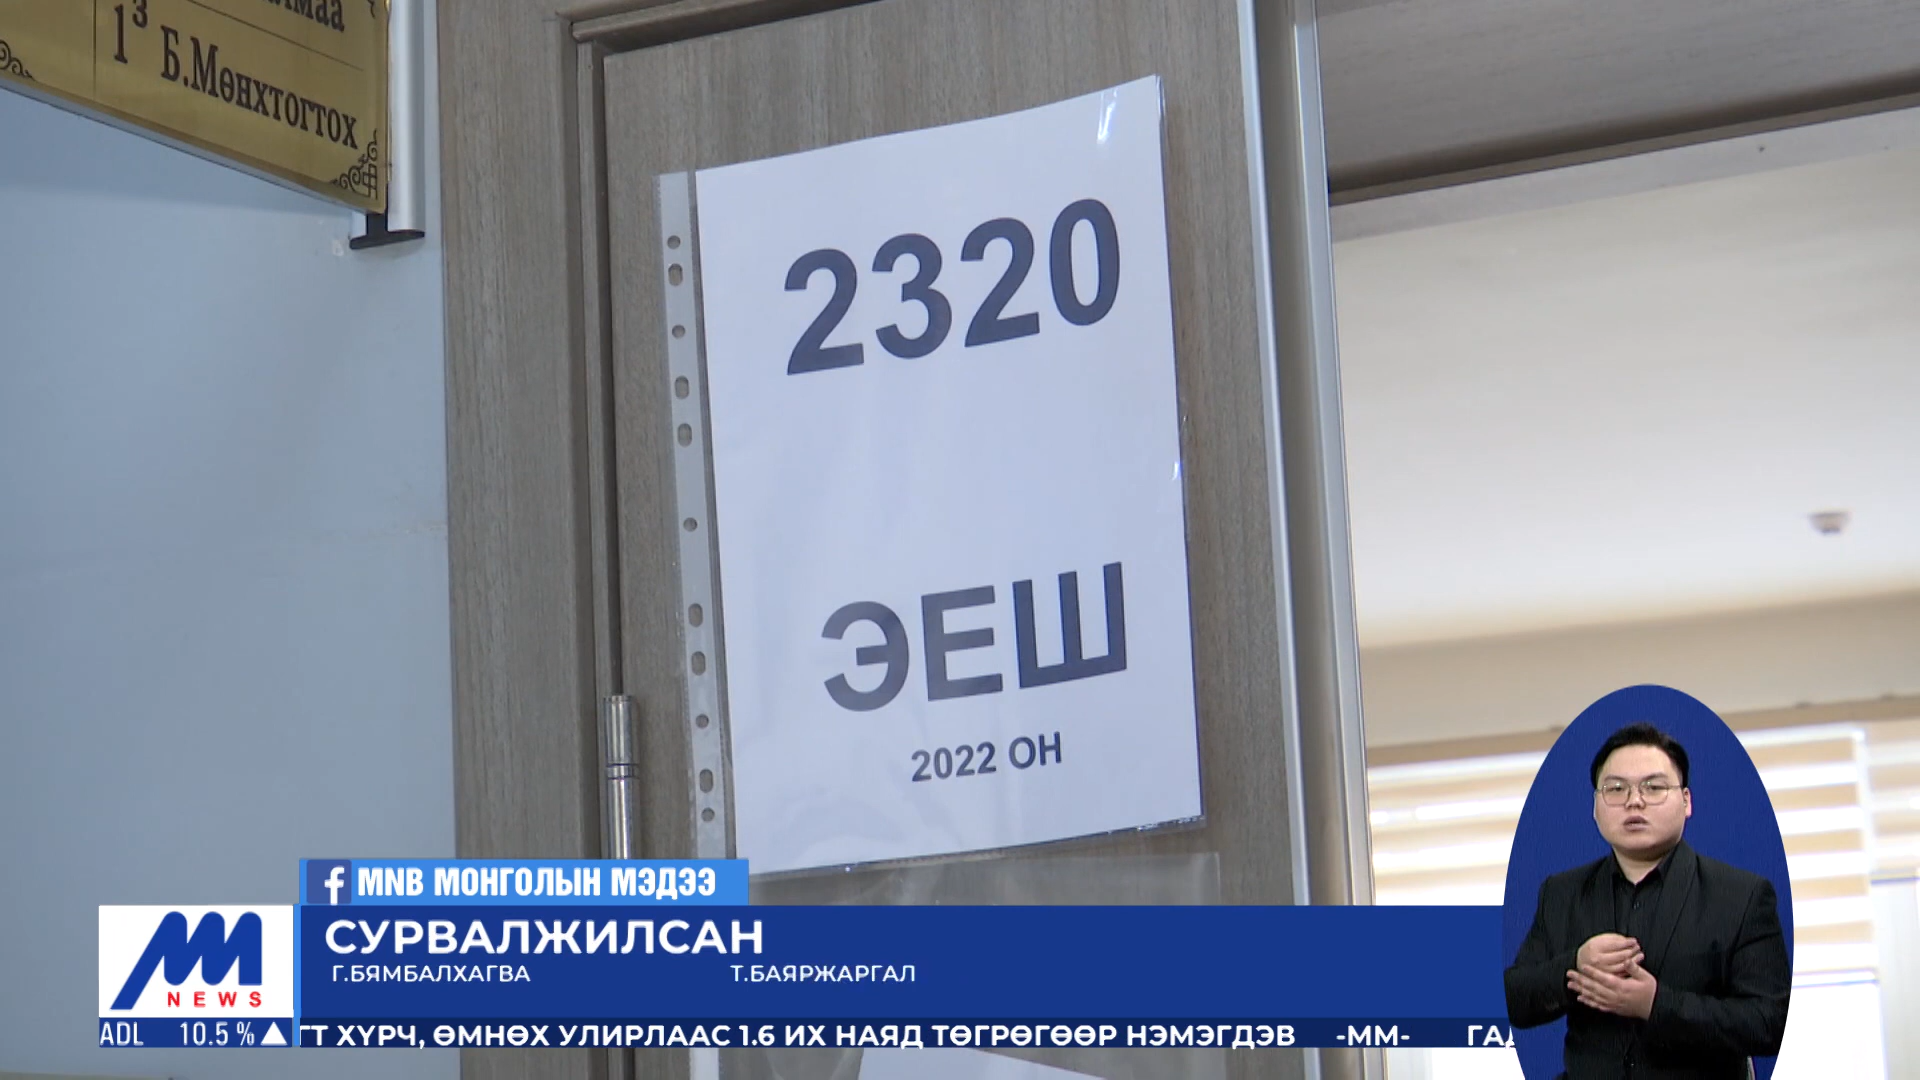 1³ Б.Мөнхтогтох
2320
ЭЕШ
2022 ОН
MNB МОНГОЛЫН МЭДЭЭ
СУРВАЛЖИЛСАН
Г.БЯМБАЛХАГВА
Т.БАЯРЖАРГАЛ
NEWS
ADL 10.5 % ХҮРЧ, ӨМНӨХ УЛИРЛААС 1.6 ИХ НАЯД ТӨГРӨГӨӨР НЭМЭГДЭВ -ММ-